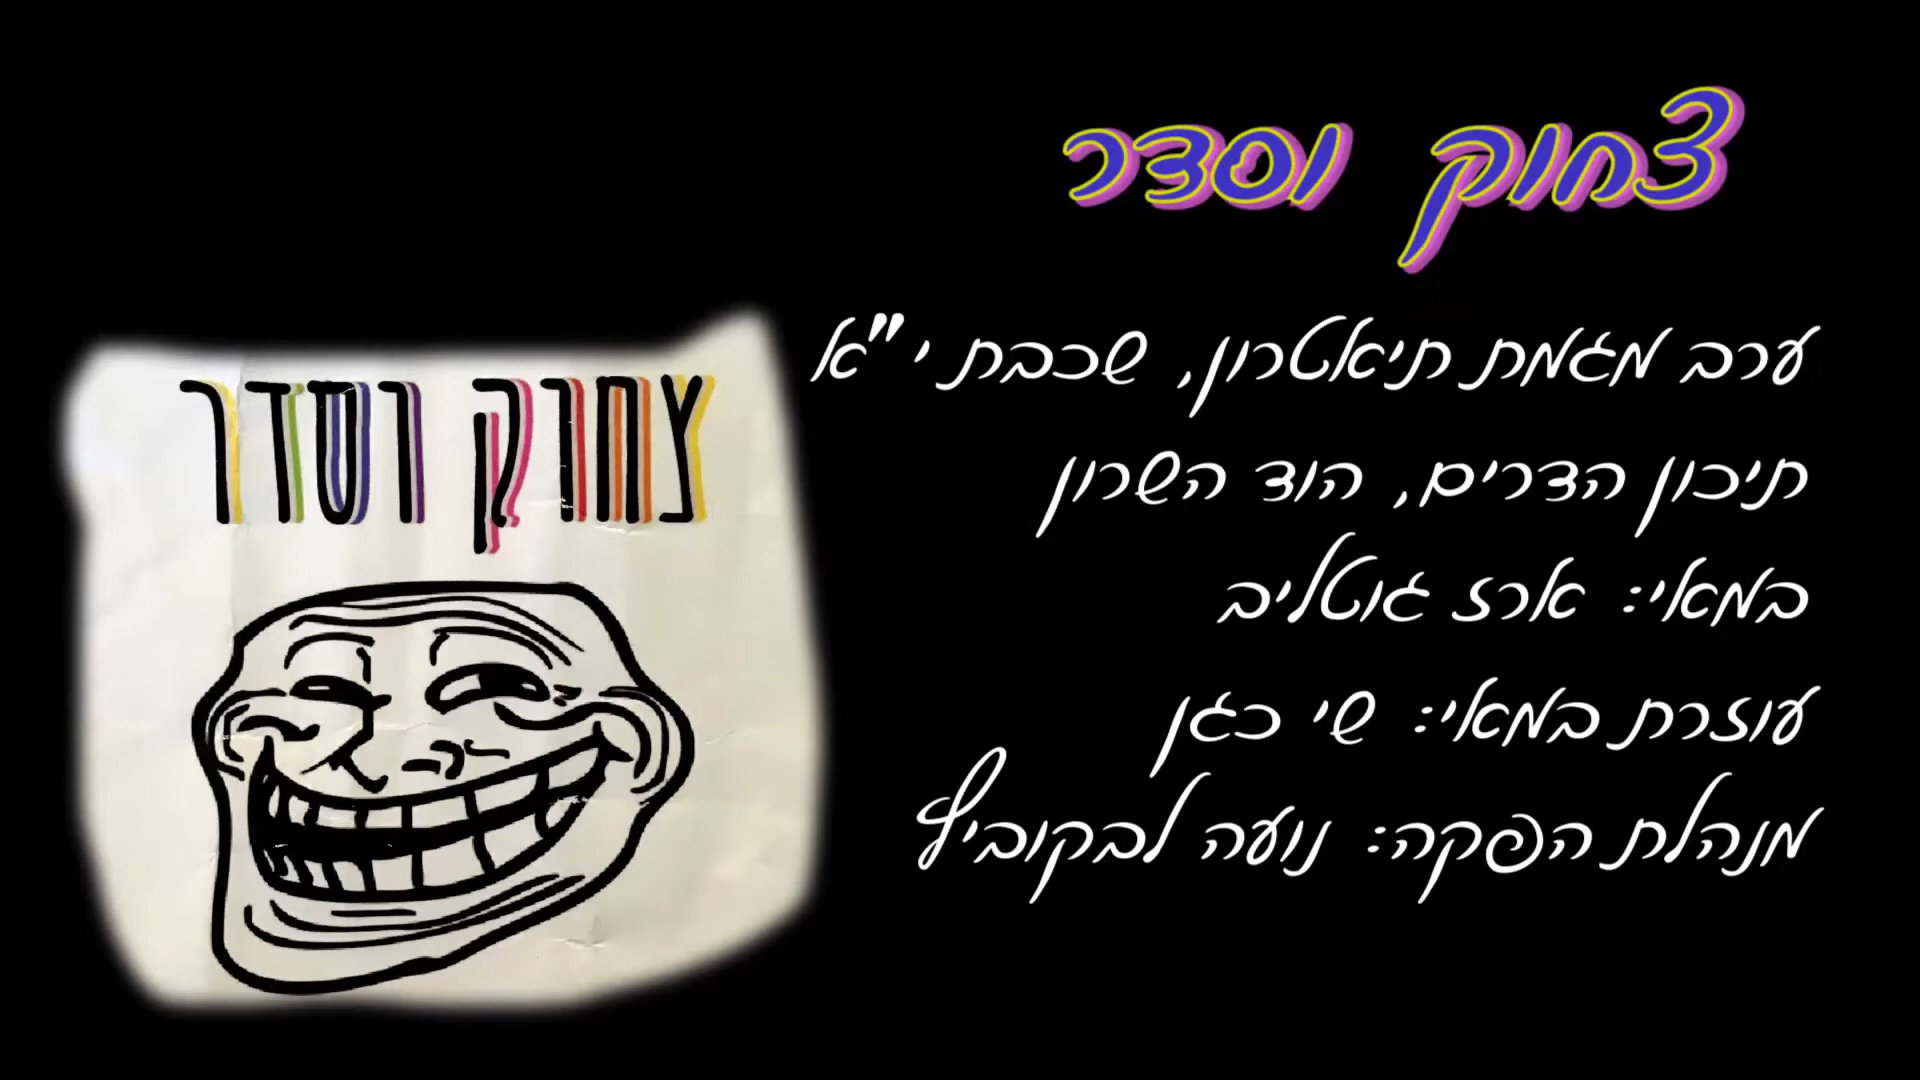 צחוק וסדר
ערב מגמת תיאטרון, שכבת י"א
תיכון הדרים, הוד השרון
במאי: ארז גוטליב
עוזרת במאי: שי כגן
מנהלת הפקה: נועה לבקוביץ
צחוק וסדר